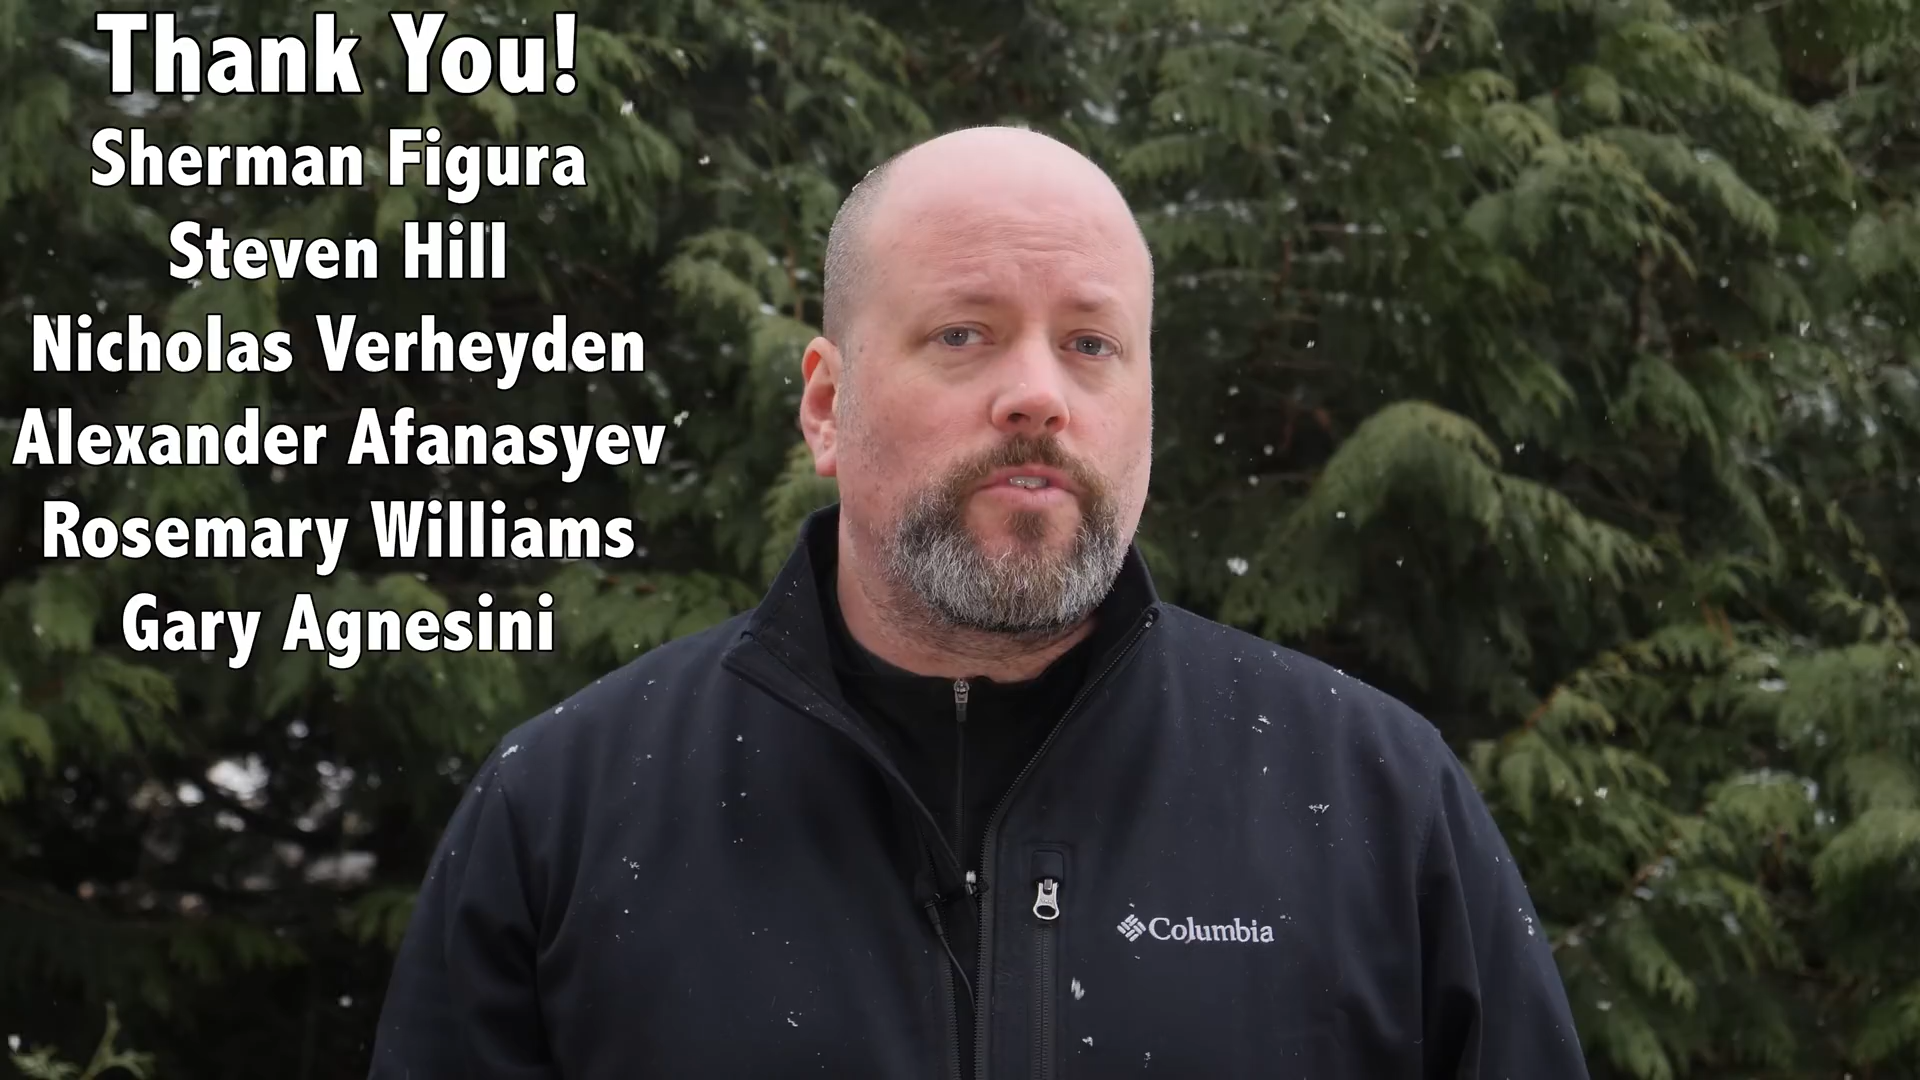 Thank You!
Sherman Figura
Steven Hill
Nicholas Verheyden
Alexander Afanasyev
Rosemary Williams
Gary Agnesini
Columbia